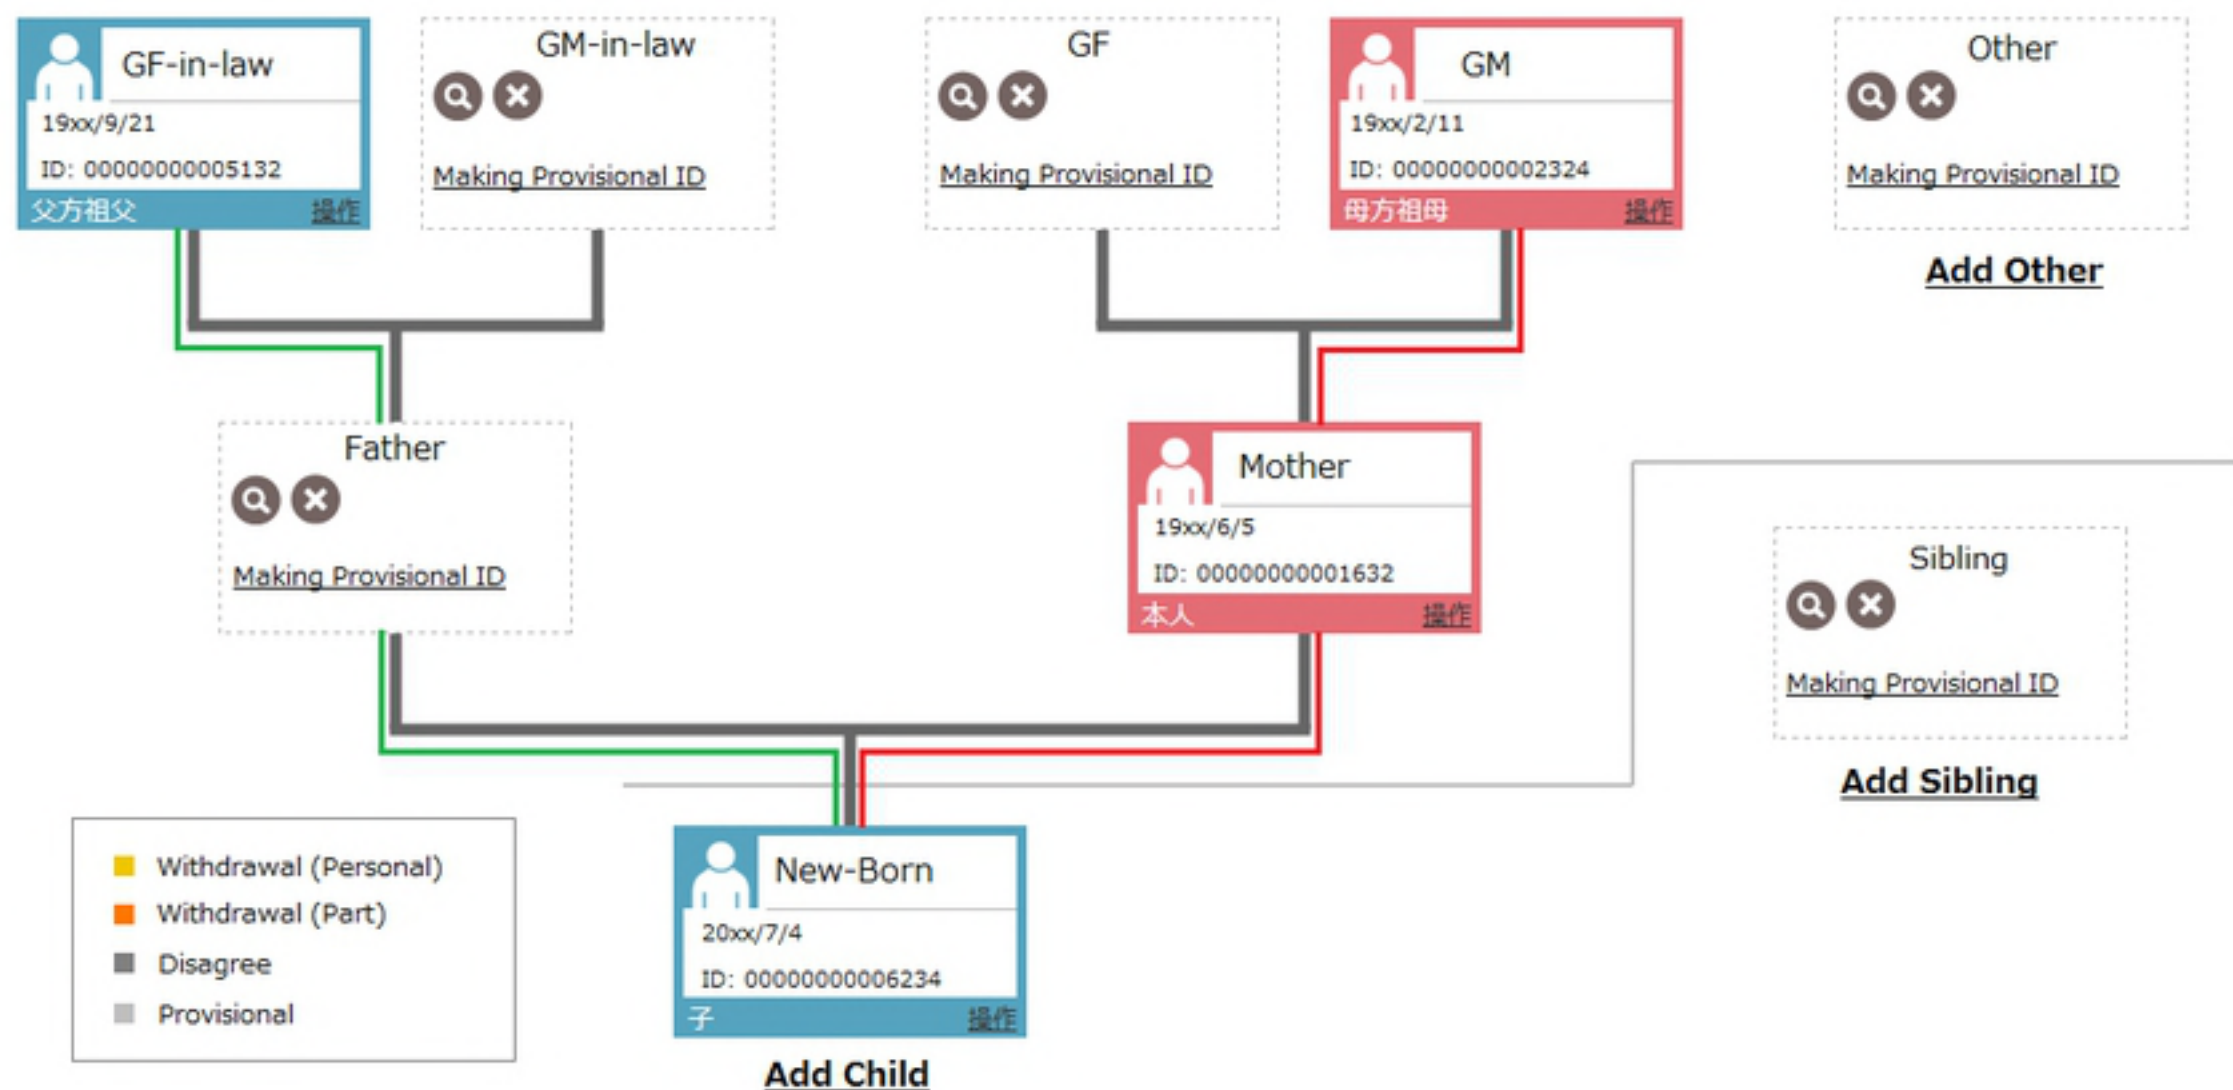 GF-in-law
19xx/9/21
ID: 00000000005132
父方祖父 操作
GM-in-law
Making Provisional ID
GF
Making Provisional ID
GM
19xx/2/11
ID: 00000000002324
母方祖母 操作
Other
Making Provisional ID
Add Other
Father
Making Provisional ID
Mother
19xx/6/5
ID: 00000000001632
本人 操作
Sibling
Making Provisional ID
Add Sibling
Withdrawal (Personal)
Withdrawal (Part)
Disagree
Provisional
New-Born
20xx/7/4
ID: 00000000006234
子 操作
Add Child